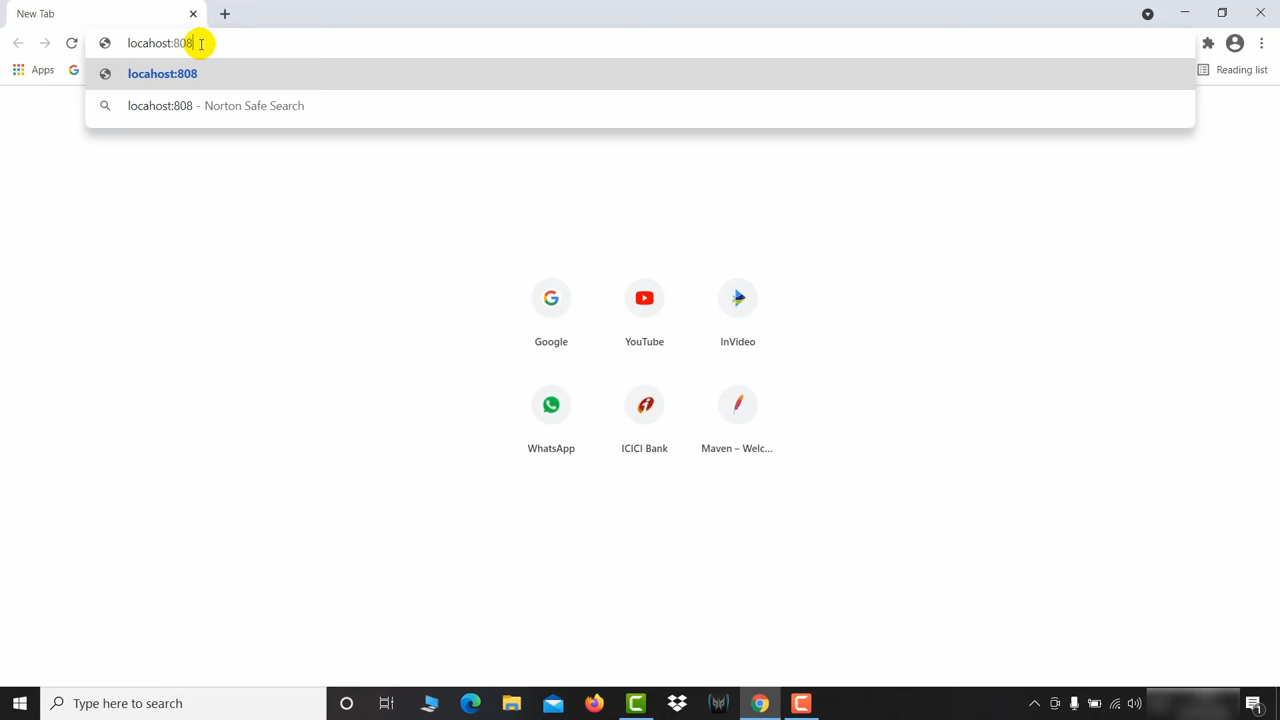 New Tab
locahost:808
Apps
Reading list
locahost:808
locahost:808 - Norton Safe Search
Google
YouTube
InVideo
WhatsApp
ICICI Bank
Maven – Welc...
Type here to search
1